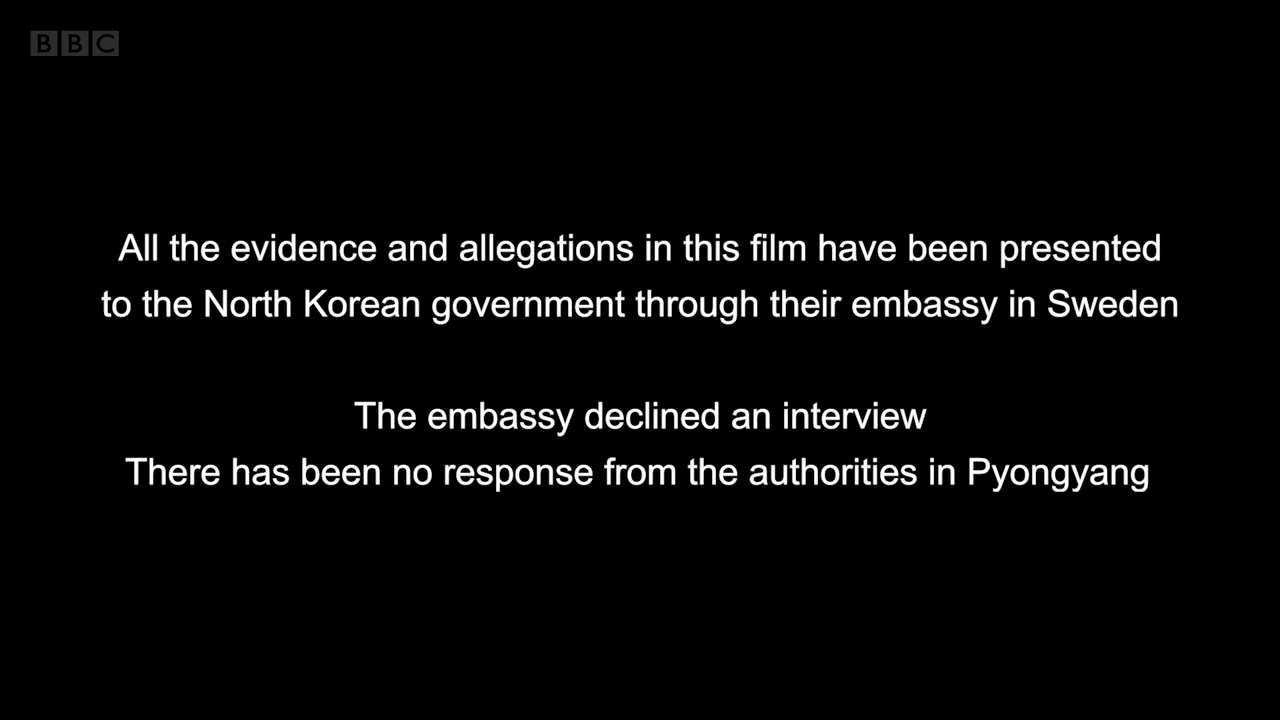 BBC
All the evidence and allegations in this film have been presented
to the North Korean government through their embassy in Sweden
The embassy declined an interview
There has been no response from the authorities in Pyongyang